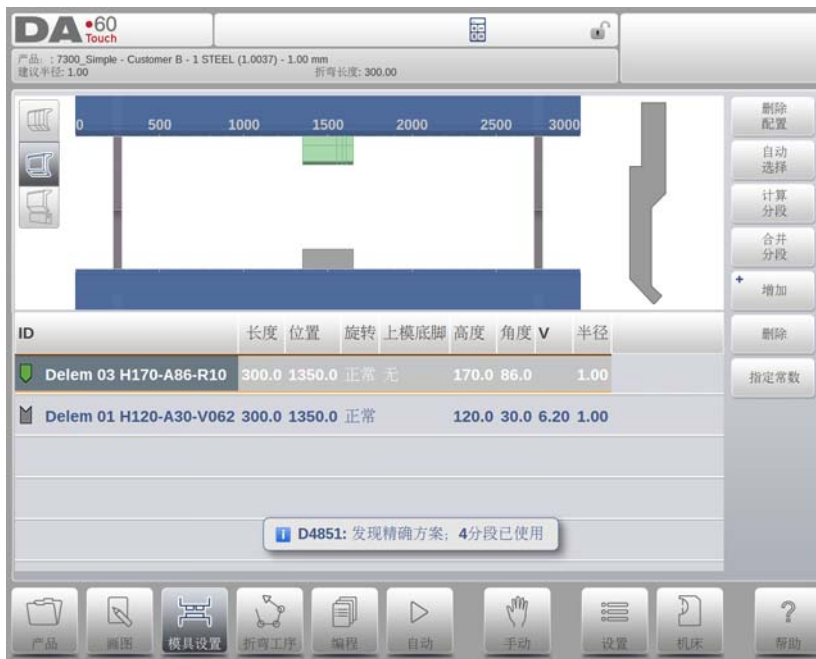 DA•60
Touch
产品: : 7300_Simple - Customer B - 1 STEEL (1.0037) - 1.00 mm
建议半径: 1.00 折弯长度: 300.00
0 500 1000 1500 2000 2500 3000
删除
配置
自动
选择
计算
分段
合并
分段
+ 增加
删除
指定常数
ID 长度 位置 旋转 上模底脚 高度 角度 V 半径
Delem 03 H170-A86-R10 300.0 1350.0 正常 无 170.0 86.0 1.00
Delem 01 H120-A30-V062 300.0 1350.0 正常 120.0 30.0 6.20 1.00
i D4851: 发现精确方案; 4分段已使用
产品 画图 模具设置 折弯工序 编程 自动 手动 设置 机床 帮助